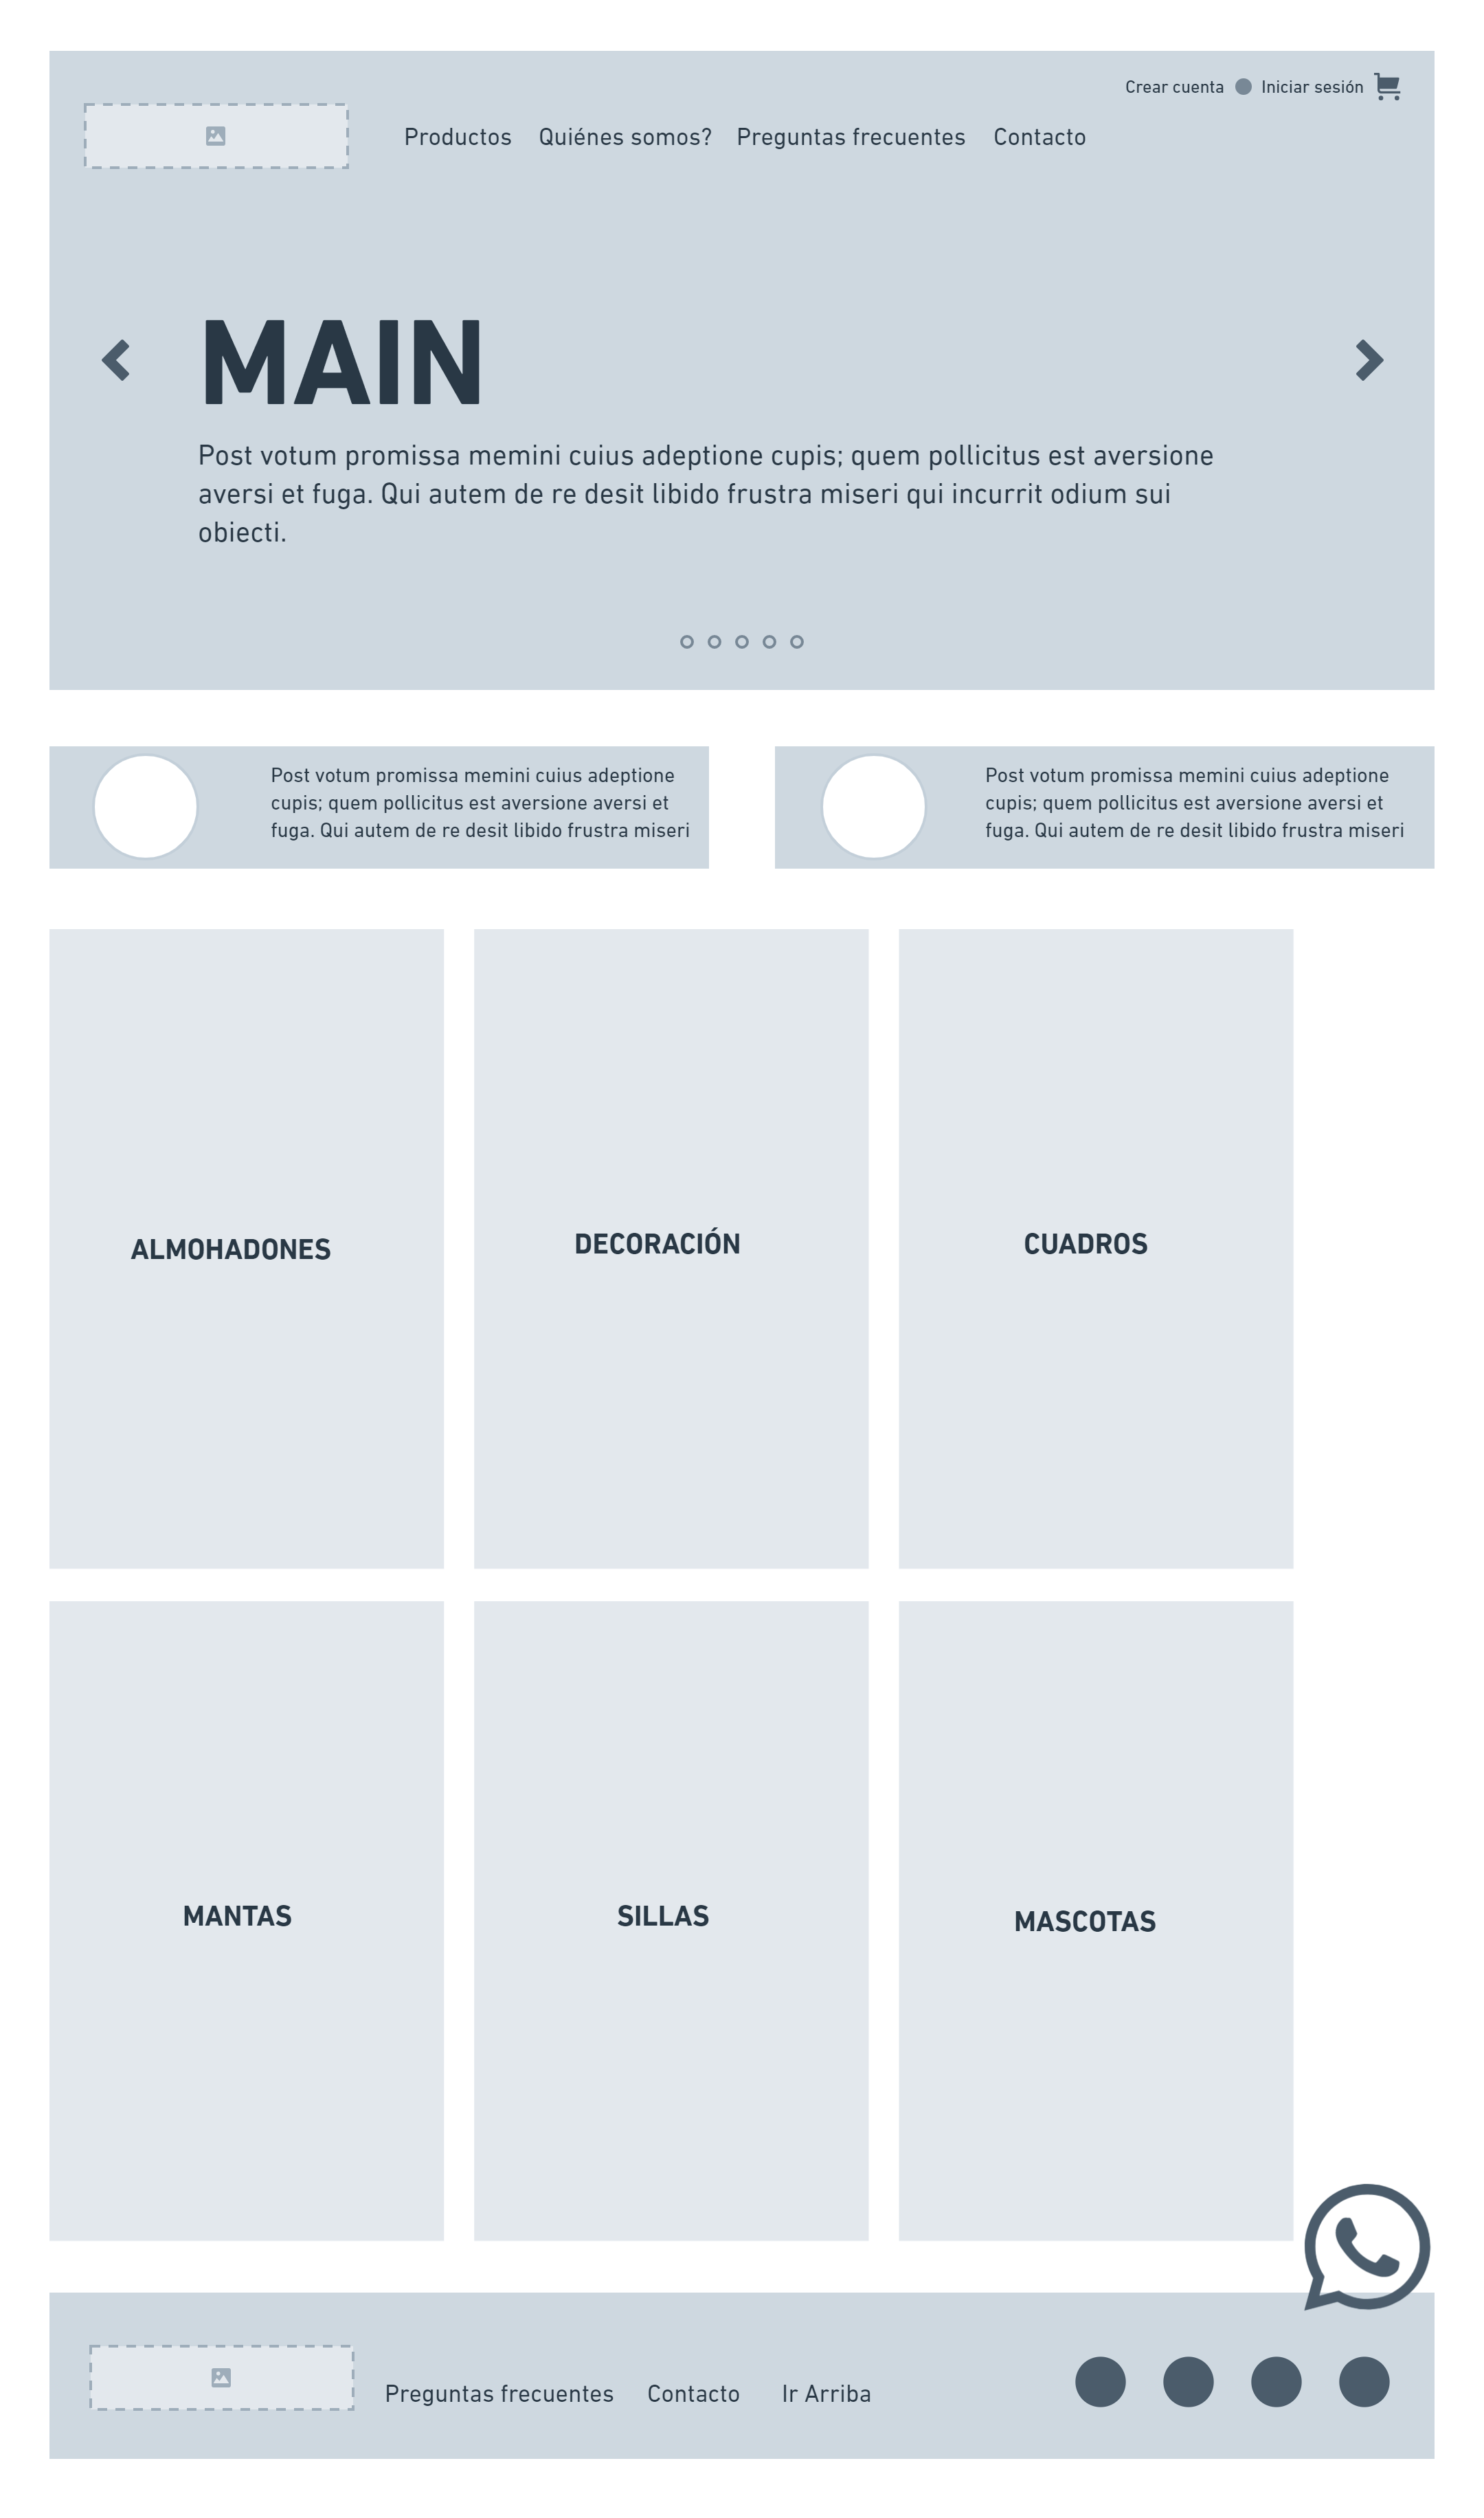 Crear cuenta Iniciar sesión
Productos Quiénes somos? Preguntas frecuentes Contacto
MAIN
Post votum promissa memini cuius adeptione cupis; quem pollicitus est aversione
aversi et fuga. Qui autem de re desit libido frustra miseri qui incurrit odium sui
obiecti.
Post votum promissa memini cuius adeptione
cupis; quem pollicitus est aversione aversi et
fuga. Qui autem de re desit libido frustra miseri
Post votum promissa memini cuius adeptione
cupis; quem pollicitus est aversione aversi et
fuga. Qui autem de re desit libido frustra miseri
ALMOHADONES
DECORACIÓN
CUADROS
MANTAS
SILLAS
MASCOTAS
Preguntas frecuentes Contacto Ir Arriba